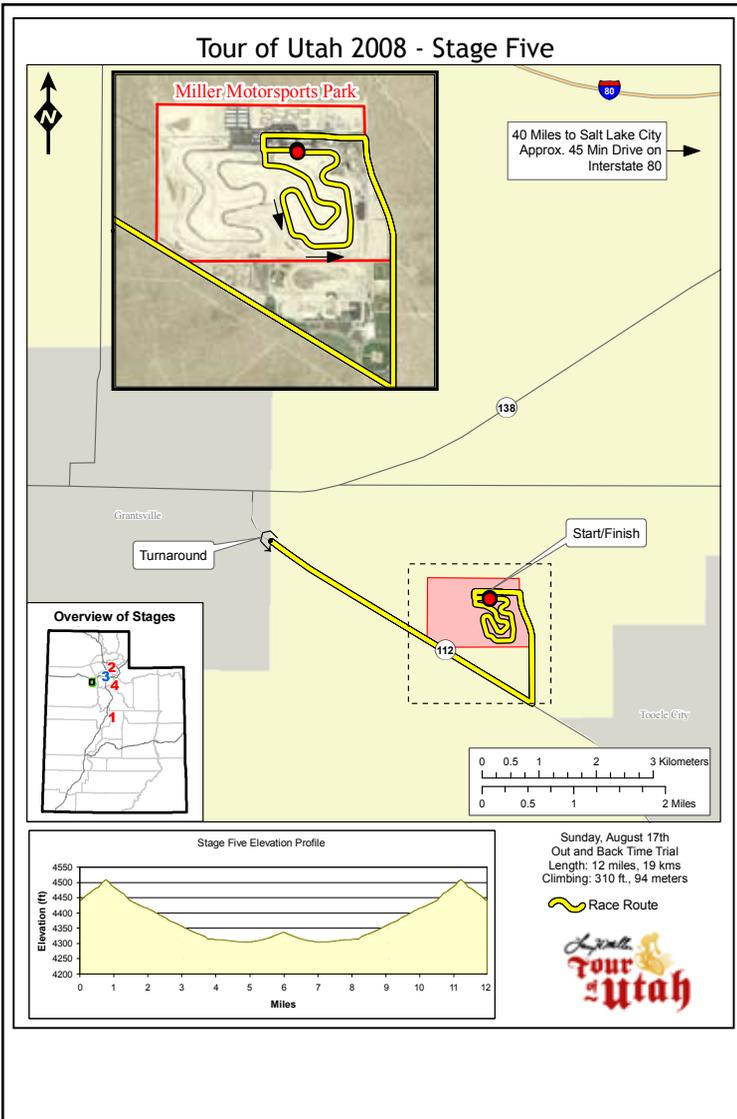 Tour of Utah 2008 - Stage Five
N
Miller Motorsports Park
80
40 Miles to Salt Lake City
Approx. 45 Min Drive on
Interstate 80
138
Grantsville
Turnaround
Start/Finish
112
Tooele City
Overview of Stages
2
3
4
1
0 0.5 1 2 3 Kilometers
0 0.5 1 2 Miles
Stage Five Elevation Profile
Elevation (ft)
4550
4500
4450
4400
4350
4300
4250
4200
0 1 2 3 4 5 6 7 8 9 10 11 12
Miles
Sunday, August 17th
Out and Back Time Trial
Length: 12 miles, 19 kms
Climbing: 310 ft., 94 meters
Race Route
Larry H. Miller
Tour
of
Utah